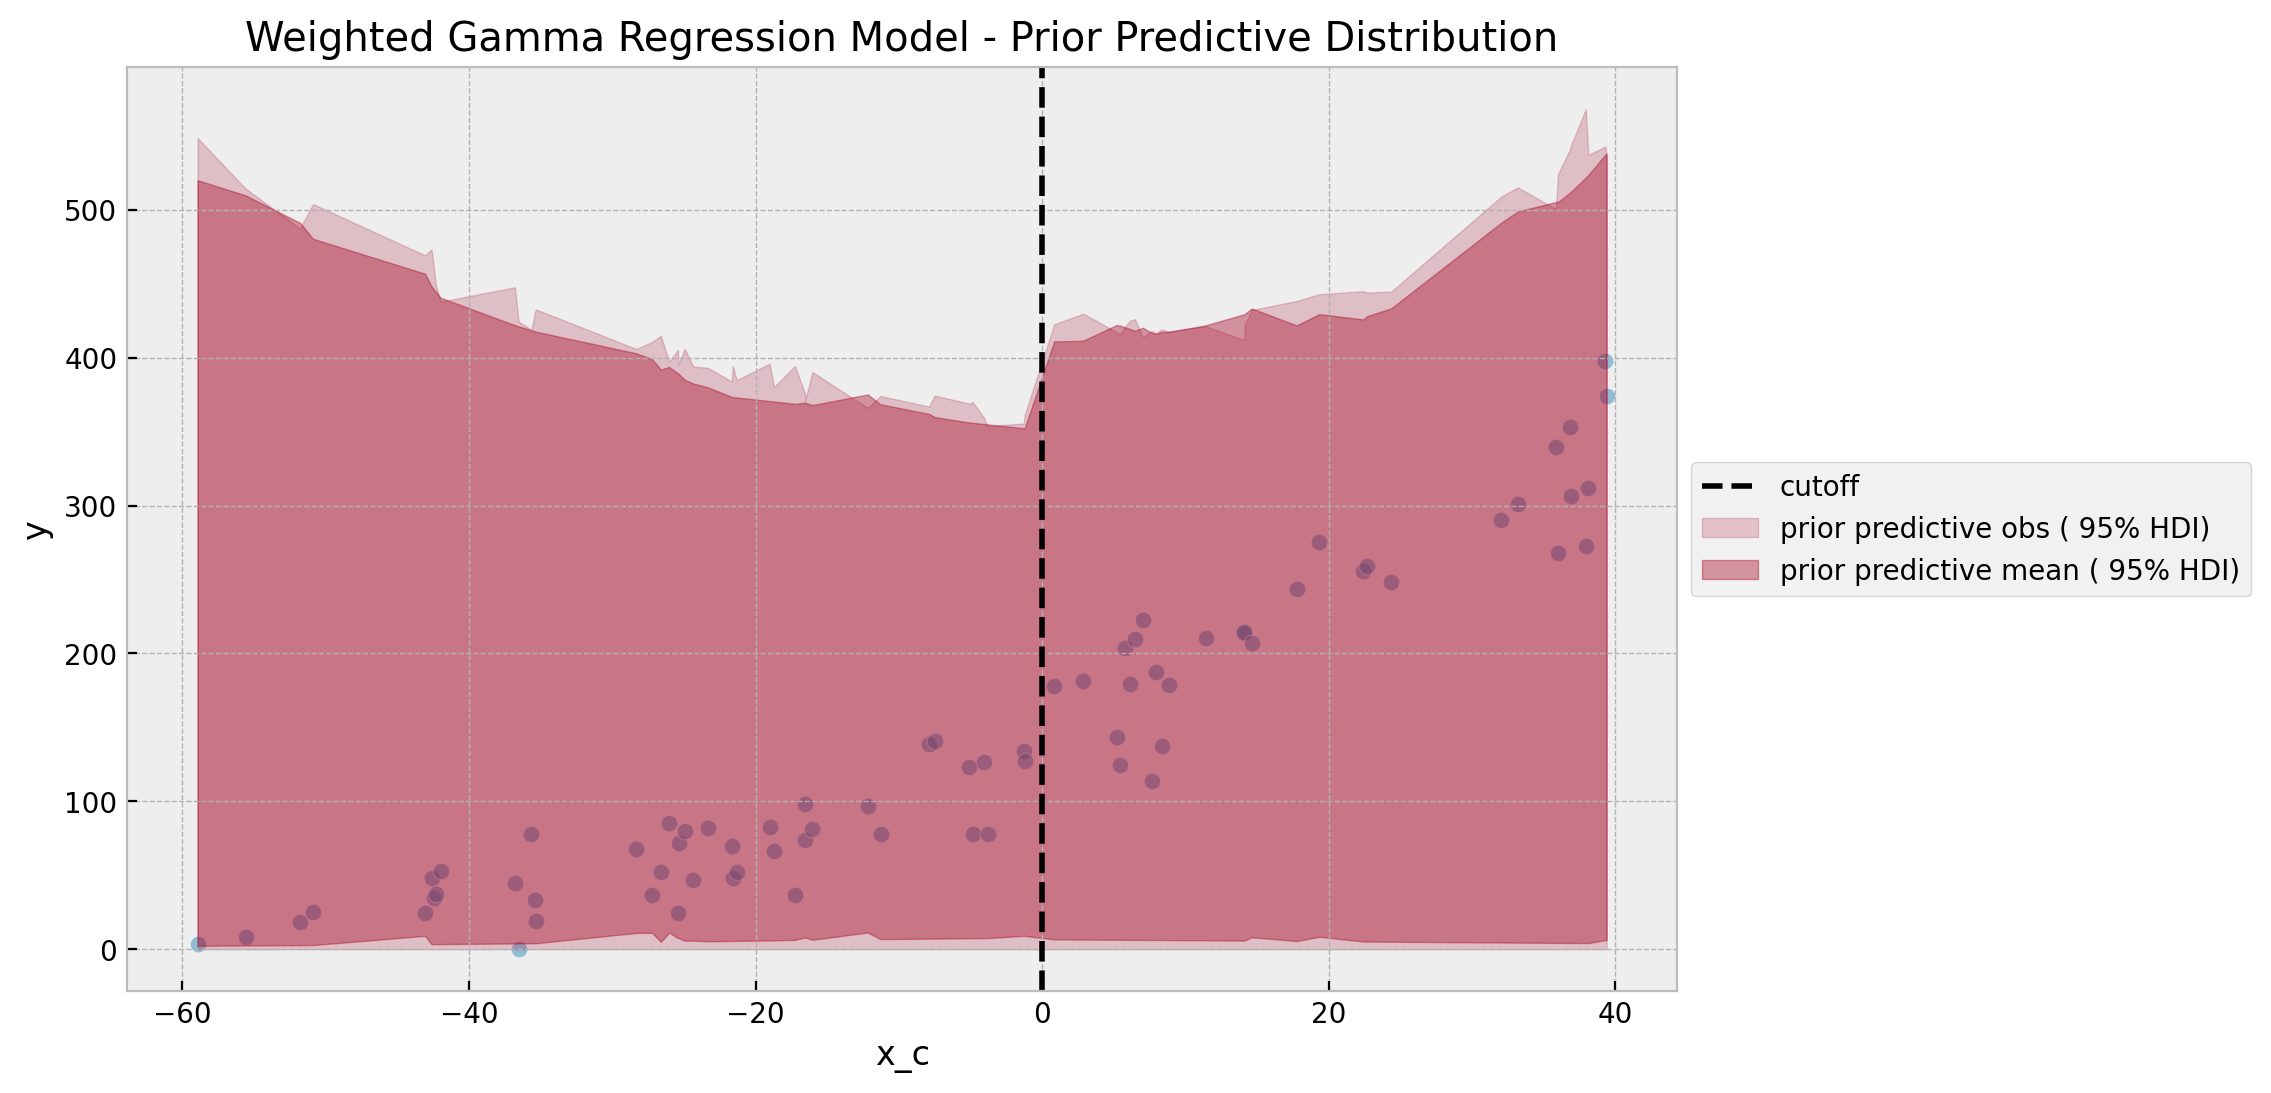 Weighted Gamma Regression Model - Prior Predictive Distribution
500
400
300
200
100
0
y
−60
−40
−20
0
20
40
x_c
cutoff
prior predictive obs ( 95% HDI)
prior predictive mean ( 95% HDI)